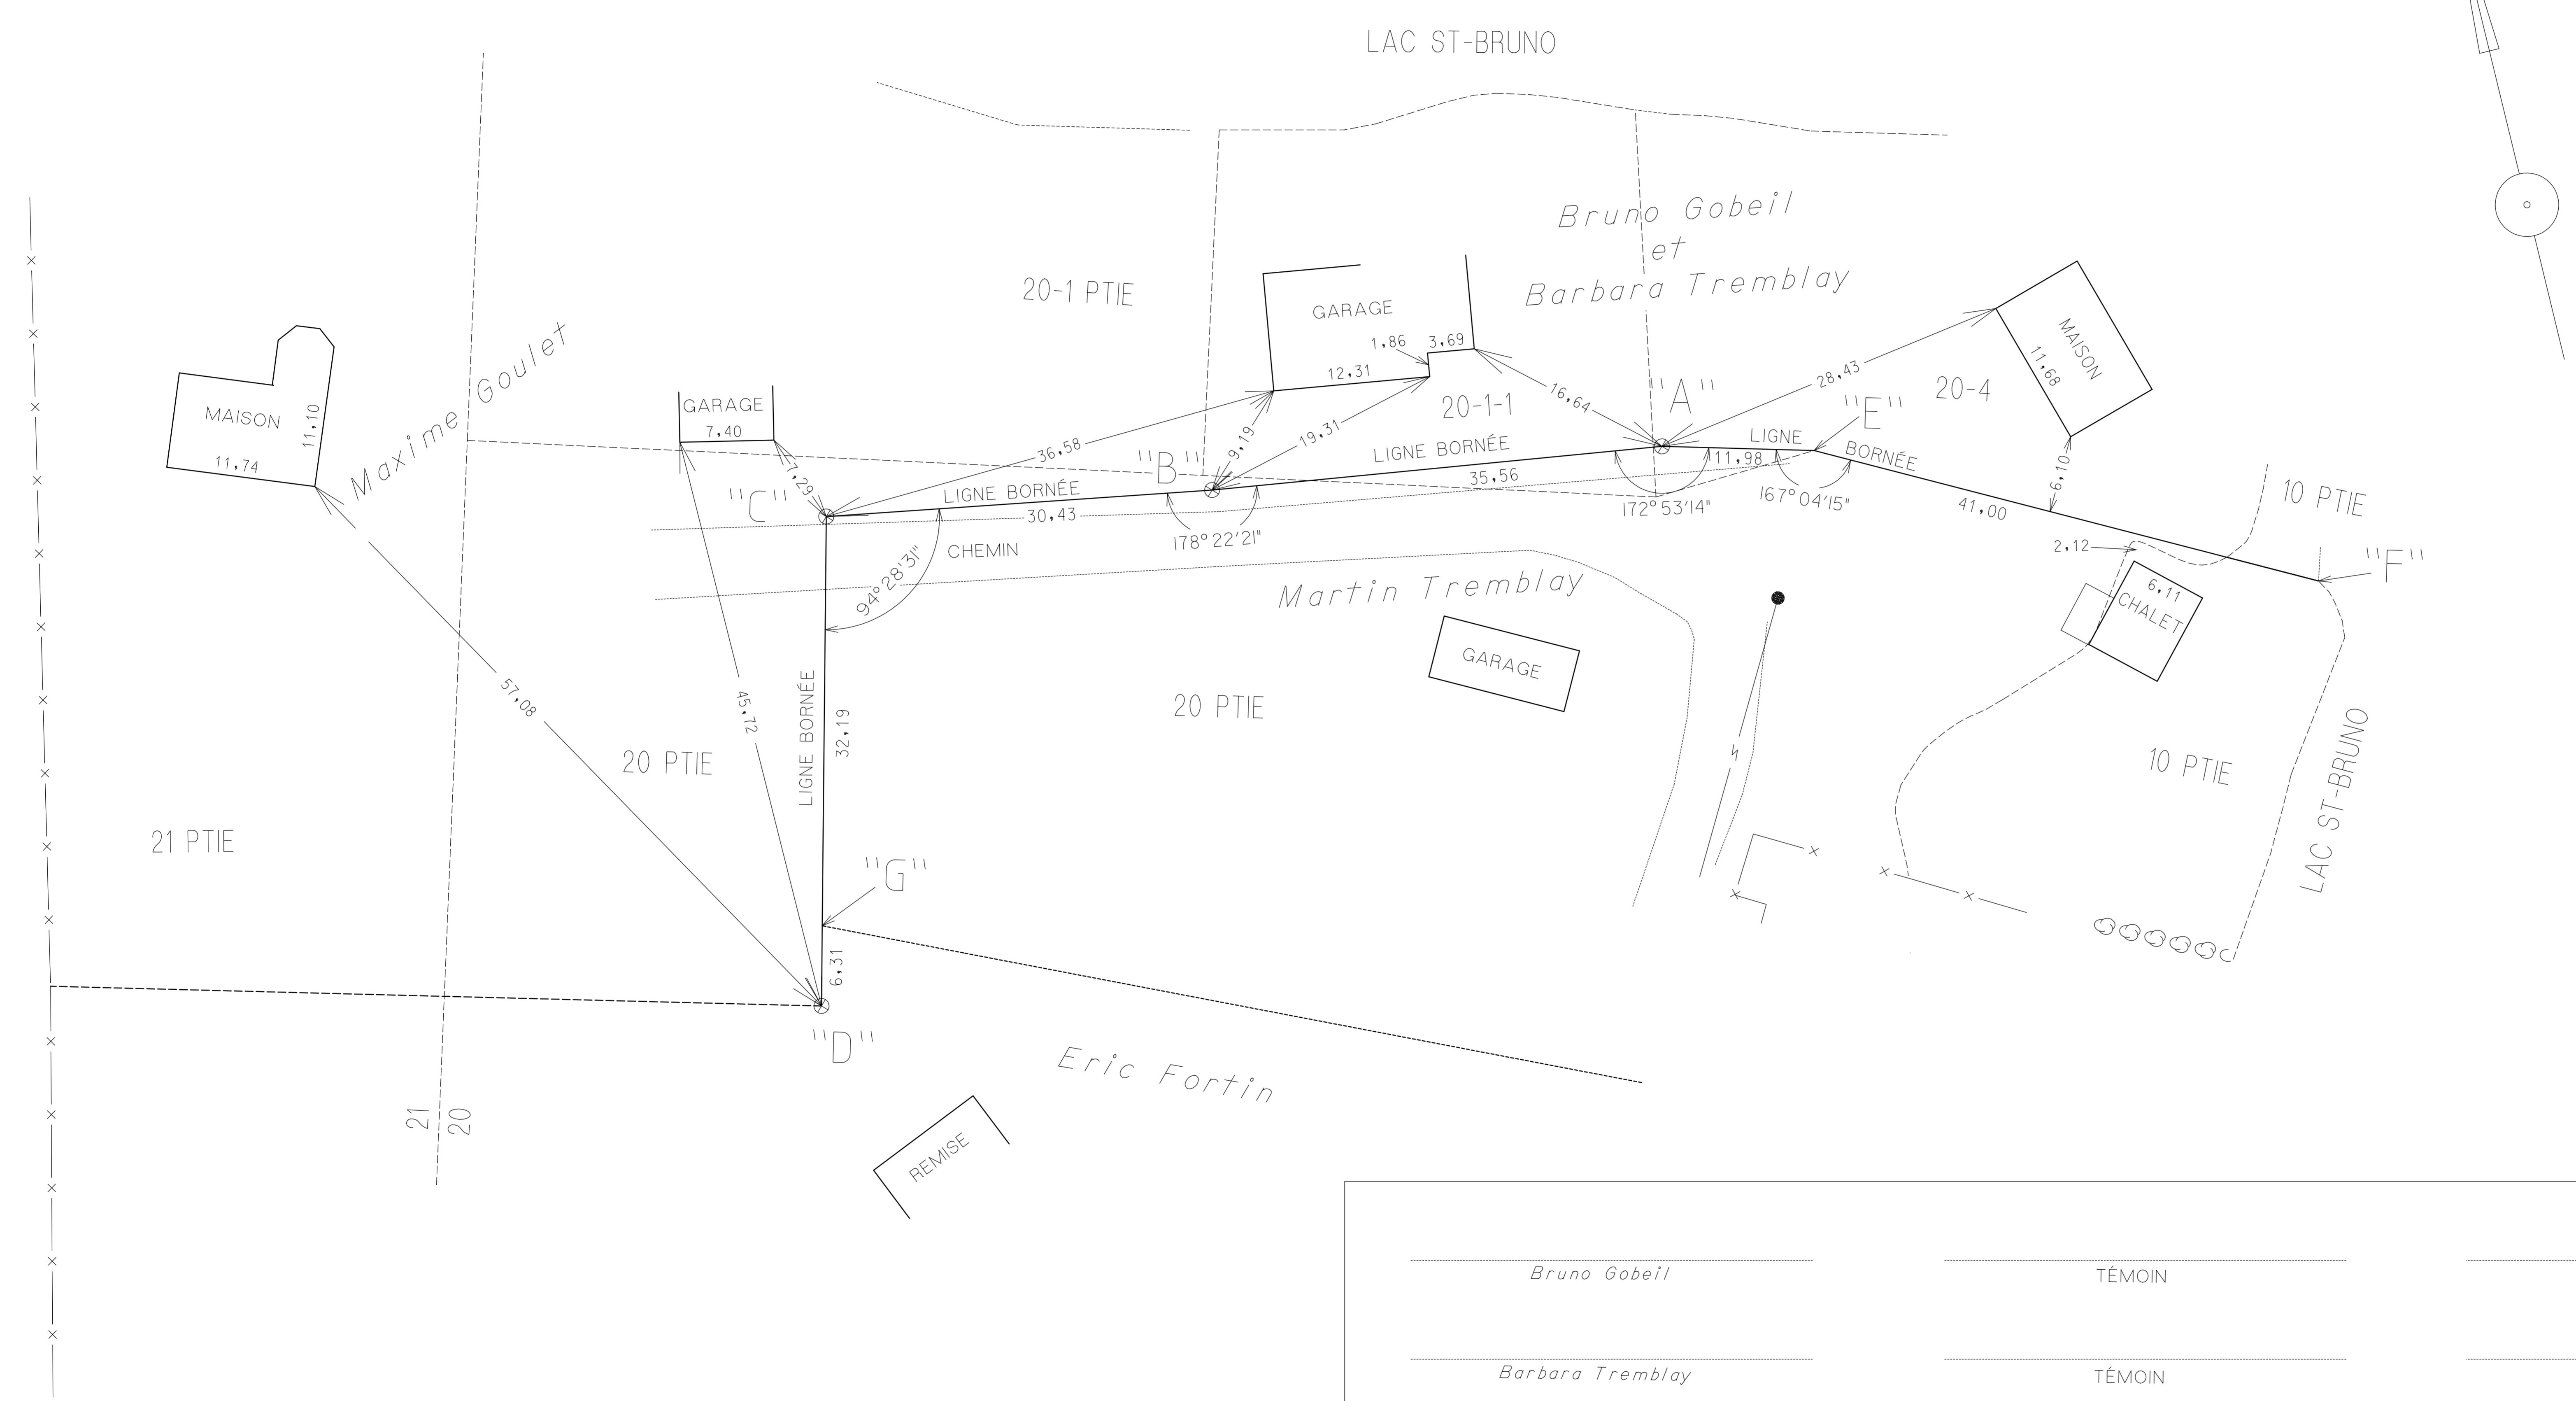 LAC ST-BRUNO
Bruno Gobeil
et
Barbara Tremblay
20-1 PTIE
GARAGE
1,86
3,69
12,31
20-1-1
16,64
"A"
28,43
"E"
20-4
MAISON
11,68
MAISON
11,10
11,74
Maxime Goulet
GARAGE
7,40
7,29
36,58
"B"
9,19
19,31
LIGNE BORNÉE
35,56
LIGNE
BORNÉE
11,98
6,10
41,00
10 PTIE
"C"
LIGNE BORNÉE
30,43
178°22'21"
172°53'14"
167°04'15"
2,12
"F"
94°28'31"
CHEMIN
Martin Tremblay
6,11
CHALET
GARAGE
57,08
45,72
LIGNE BORNÉE
32,19
20 PTIE
20 PTIE
10 PTIE
LAC ST-BRUNO
21 PTIE
"G"
6,31
"D"
Eric Fortin
21
20
REMISE
Bruno Gobeil
TÉMOIN
Barbara Tremblay
TÉMOIN